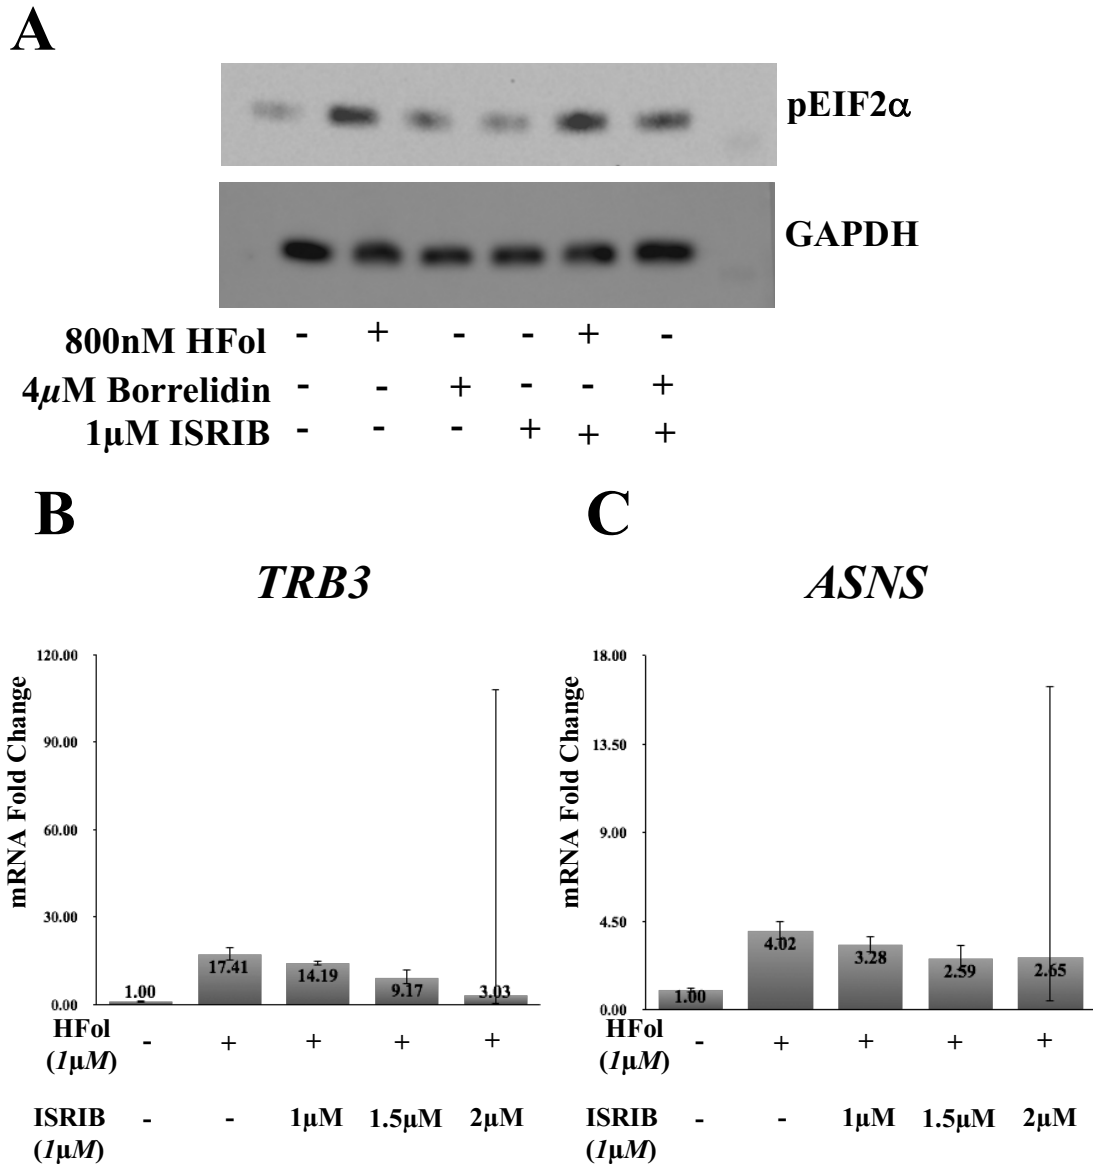 A
pEIF2α
GAPDH
800nM HFol - + - - + -
4µM Borrelidin - - + - - +
1µM ISRIB - - - + + +
B
TRB3
mRNA Fold Change
120.00
90.00
60.00
30.00
0.00
1.00
17.41
14.19
9.17
3.03
HFol - + + + +
(1µM)
ISRIB - - 1µM 1.5µM 2µM
(1µM)
C
ASNS
mRNA Fold Change
18.00
13.50
9.00
4.50
0.00
1.00
4.02
3.28
2.59
2.65
HFol - + + + +
(1µM)
ISRIB - - 1µM 1.5µM 2µM
(1µM)